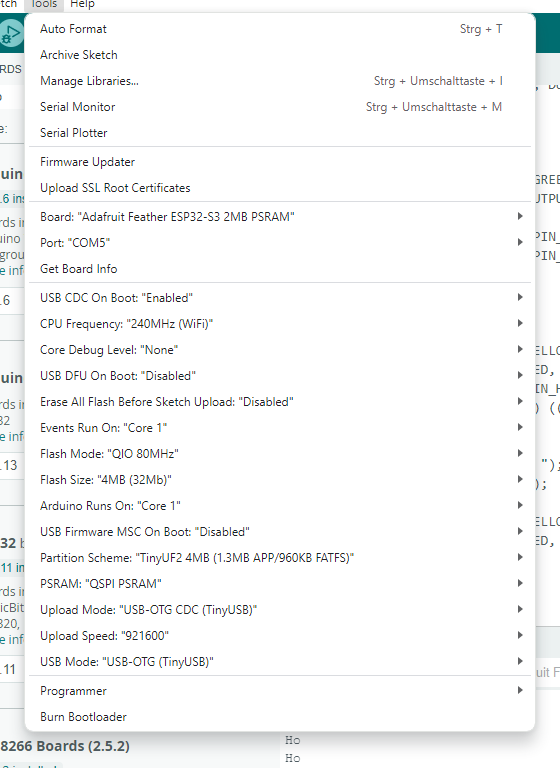 tch Tools Help
Auto Format Strg + T
Archive Sketch
Manage Libraries... Strg + Umschalttaste + I
Serial Monitor Strg + Umschalttaste + M
Serial Plotter
Firmware Updater
Upload SSL Root Certificates
Board: "Adafruit Feather ESP32-S3 2MB PSRAM"
Port: "COM5"
Get Board Info
USB CDC On Boot: "Enabled"
CPU Frequency: "240MHz (WiFi)"
Core Debug Level: "None"
USB DFU On Boot: "Disabled"
Erase All Flash Before Sketch Upload: "Disabled"
Events Run On: "Core 1"
Flash Mode: "QIO 80MHz"
Flash Size: "4MB (32Mb)"
Arduino Runs On: "Core 1"
USB Firmware MSC On Boot: "Disabled"
Partition Scheme: "TinyUF2 4MB (1.3MB APP/960KB FATFS)"
PSRAM: "QSPI PSRAM"
Upload Mode: "USB-OTG CDC (TinyUSB)"
Upload Speed: "921600"
USB Mode: "USB-OTG (TinyUSB)"
Programmer
Burn Bootloader
8266 Boards (2.5.2)
Ho
Ho